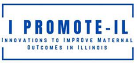 I PROMOTE-IL
Innovations to ImPROve Maternal
OuTcomEs in Illinois